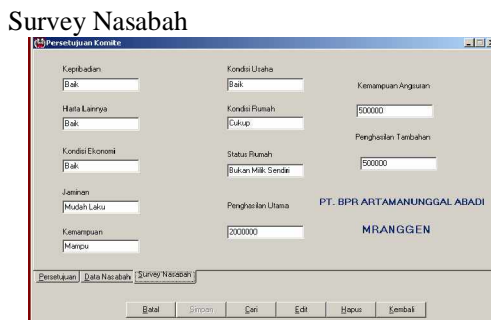 Survey Nasabah
Persetujuan Komite
Kepribadian
Baik
Harta Lainnya
Baik
Kondisi Ekonomi
Baik
Jaminan
Mudah Laku
Kemampuan
Mampu
Kondisi Usaha
Baik
Kondisi Rumah
Cukup
Status Rumah
Bukan Milik Sendiri
Penghasilan Utama
2000000
Kemampuan Angsuran
500000
Penghasilan Tambahan
500000
PT. BPR ARTAMANUNGGAL ABADI
MRANGGEN
Persetujuan Data Nasabah Survey Nasabah
Batal Simpan Cari Edit Hapus Kembali